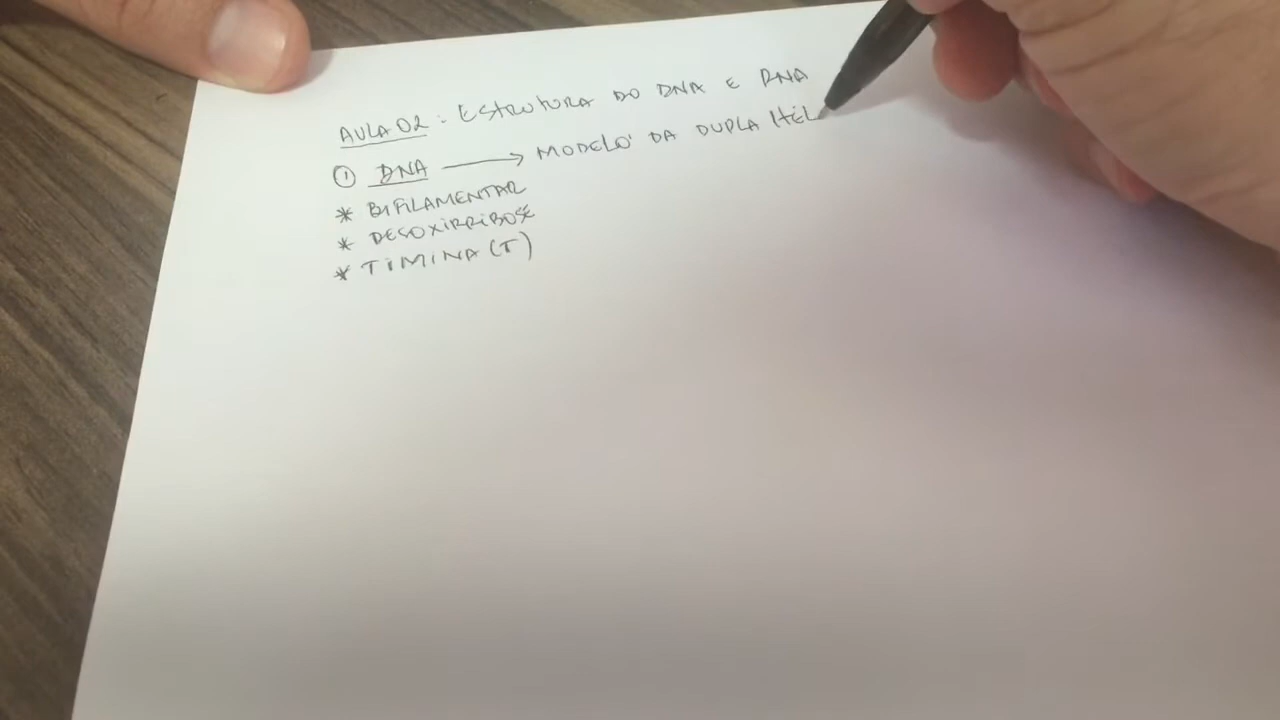 AULA 02: ESTRUTURA DO DNA E RNA
① DNA → MODELO DA DUPLA HÉL
* BIFILAMENTAR
* DESOXIRRIBOSE
* TIMINA (T)